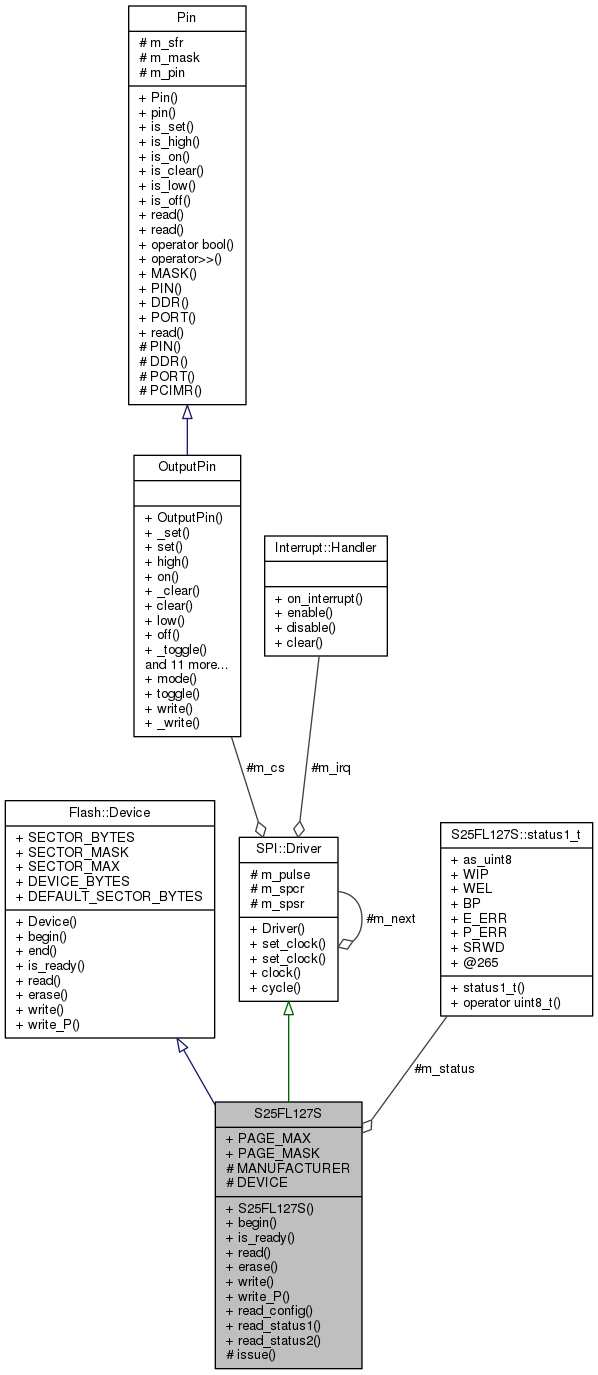 Pin
# m_sfr
# m_mask
# m_pin
+ Pin()
+ pin()
+ is_set()
+ is_high()
+ is_on()
+ is_clear()
+ is_low()
+ is_off()
+ read()
+ read()
+ operator bool()
+ operator>>()
+ MASK()
+ PIN()
+ DDR()
+ PORT()
+ read()
# PIN()
# DDR()
# PORT()
# PCIMR()
OutputPin
+ OutputPin()
+ _set()
+ set()
+ high()
+ on()
+ _clear()
+ clear()
+ low()
+ off()
+ _toggle()
and 11 more...
+ mode()
+ toggle()
+ write()
+ _write()
Interrupt::Handler
+ on_interrupt()
+ enable()
+ disable()
+ clear()
#m_cs
#m_irq
Flash::Device
+ SECTOR_BYTES
+ SECTOR_MASK
+ SECTOR_MAX
+ DEVICE_BYTES
+ DEFAULT_SECTOR_BYTES
+ Device()
+ begin()
+ end()
+ is_ready()
+ read()
+ erase()
+ write()
+ write_P()
SPI::Driver
# m_pulse
# m_spcr
# m_spsr
+ Driver()
+ set_clock()
+ set_clock()
+ clock()
+ cycle()
#m_next
S25FL127S::status1_t
+ as_uint8
+ WIP
+ WEL
+ BP
+ E_ERR
+ P_ERR
+ SRWD
+ @265
+ status1_t()
+ operator uint8_t()
#m_status
S25FL127S
+ PAGE_MAX
+ PAGE_MASK
# MANUFACTURER
# DEVICE
+ S25FL127S()
+ begin()
+ is_ready()
+ read()
+ erase()
+ write()
+ write_P()
+ read_config()
+ read_status1()
+ read_status2()
# issue()